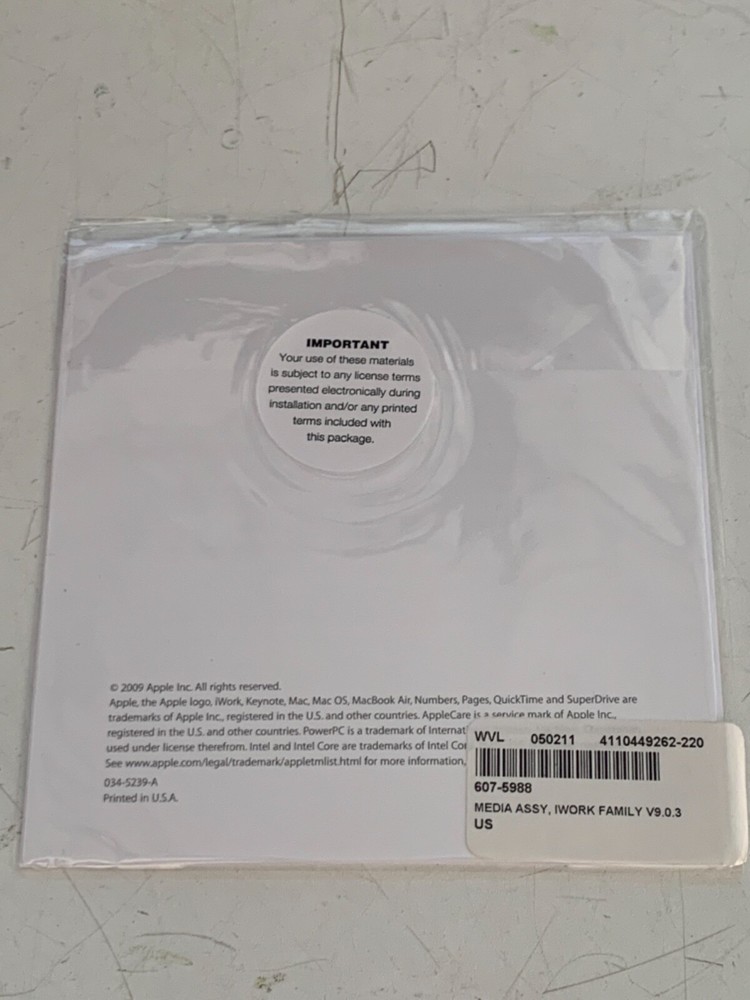 IMPORTANT
Your use of these materials
is subject to any license terms
presented electronically during
installation and/or any printed
terms included with
this package.
© 2009 Apple Inc. All rights reserved.
Apple, the Apple logo, iWork, Keynote, Mac, Mac OS, MacBook Air, Numbers, Pages, QuickTime and SuperDrive are
trademarks of Apple Inc., registered in the U.S. and other countries. AppleCare is a service mark of Apple Inc.,
registered in the U.S. and other countries. PowerPC is a trademark of Internat
used under license therefrom. Intel and Intel Core are trademarks of Intel Cor
See www.apple.com/legal/trademark/appletmlist.html for more information.
034-5239-A
Printed in U.S.A.
WVL 050211 4110449262-220
607-5988
MEDIA ASSY, IWORK FAMILY V9.0.3
US